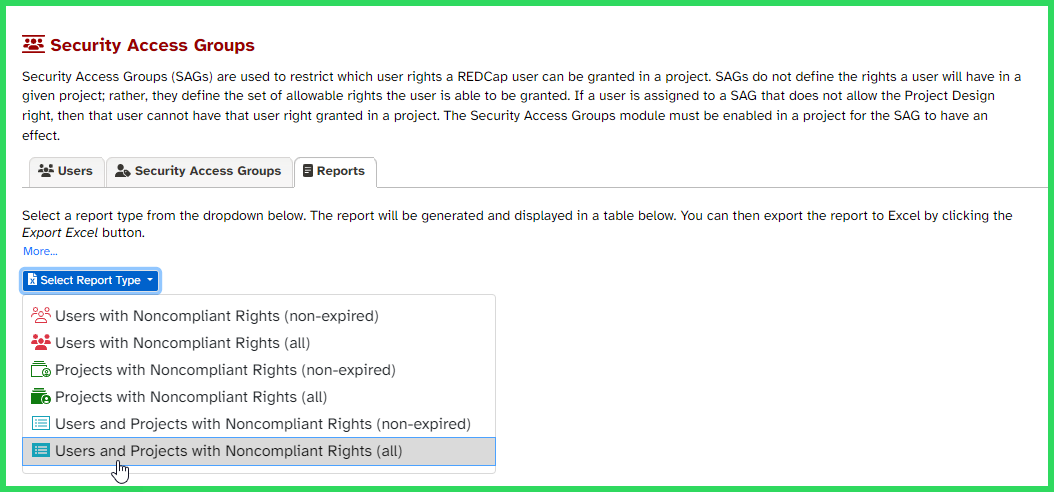 Security Access Groups
Security Access Groups (SAGs) are used to restrict which user rights a REDCap user can be granted in a project. SAGs do not define the rights a user will have in a
given project; rather, they define the set of allowable rights the user is able to be granted. If a user is assigned to a SAG that does not allow the Project Design
right, then that user cannot have that user right granted in a project. The Security Access Groups module must be enabled in a project for the SAG to have an
effect.
Users Security Access Groups Reports
Select a report type from the dropdown below. The report will be generated and displayed in a table below. You can then export the report to Excel by clicking the
Export Excel button.
More...
Select Report Type
Users with Noncompliant Rights (non-expired)
Users with Noncompliant Rights (all)
Projects with Noncompliant Rights (non-expired)
Projects with Noncompliant Rights (all)
Users and Projects with Noncompliant Rights (non-expired)
Users and Projects with Noncompliant Rights (all)